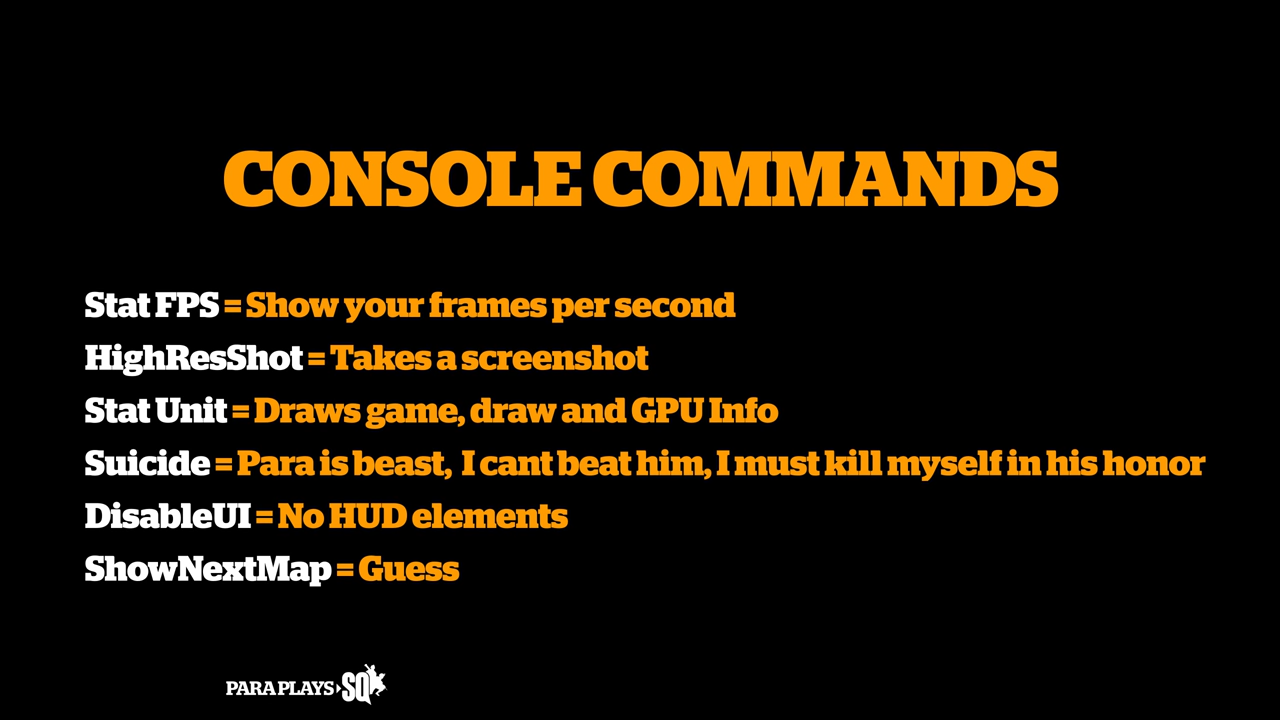 CONSOLE COMMANDS
Stat FPS = Show your frames per second
HighResShot = Takes a screenshot
Stat Unit = Draws game, draw and GPU Info
Suicide = Para is beast,  I cant beat him, I must kill myself in his honor
DisableUI = No HUD elements
ShowNextMap = Guess
PARA PLAYS SQ